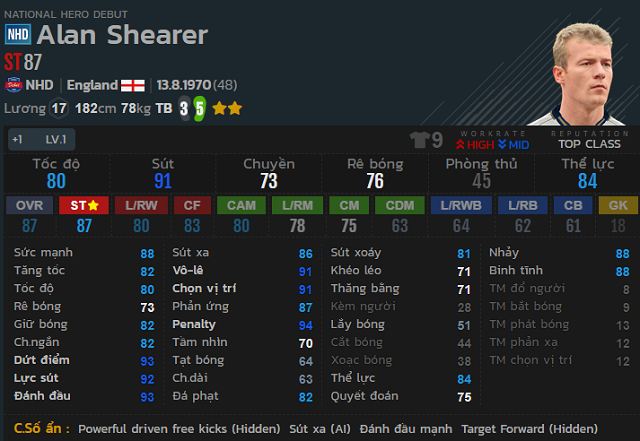 NATIONAL HERO DEBUT
NHD Alan Shearer
ST 87
NHD England 13.8.1970 (48)
Lương 17 182cm 78kg TB 3 5
+1 LV.1 9 WORKRATE HIGH MID REPUTATION TOP CLASS
Tốc độ Sút Chuyền Rê bóng Phòng thủ Thể lực
80 91 73 76 45 84
OVR ST L/RW CF CAM L/RM CM CDM L/RWB L/RB CB GK
87 87 80 83 80 78 75 63 64 62 61 18
Sức mạnh 88 Sút xa 86 Sút xoáy 81 Nhảy 88
Tăng tốc 82 Vô-lê 91 Khéo léo 71 Bình tĩnh 88
Tốc độ 80 Chọn vị trí 91 Thăng bằng 71 TM đổ người 8
Rê bóng 73 Phản ứng 87 Kèm người 28 TM bắt bóng 9
Giữ bóng 82 Penalty 94 Lấy bóng 51 TM phát bóng 13
Ch.ngắn 82 Tầm nhìn 70 Cắt bóng 44 TM phản xạ 12
Dứt điểm 93 Tạt bóng 64 Xoạc bóng 38 TM chọn vị trí 12
Lực sút 92 Ch.dài 63 Thể lực 84
Đánh đầu 93 Đá phạt 82 Quyết đoán 75
C.Số ẩn : Powerful driven free kicks (Hidden) Sút xa (AI) Đánh đầu mạnh Target Forward (Hidden)